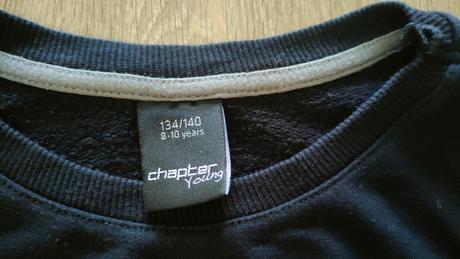 134/140
8-10 years
chapter
young